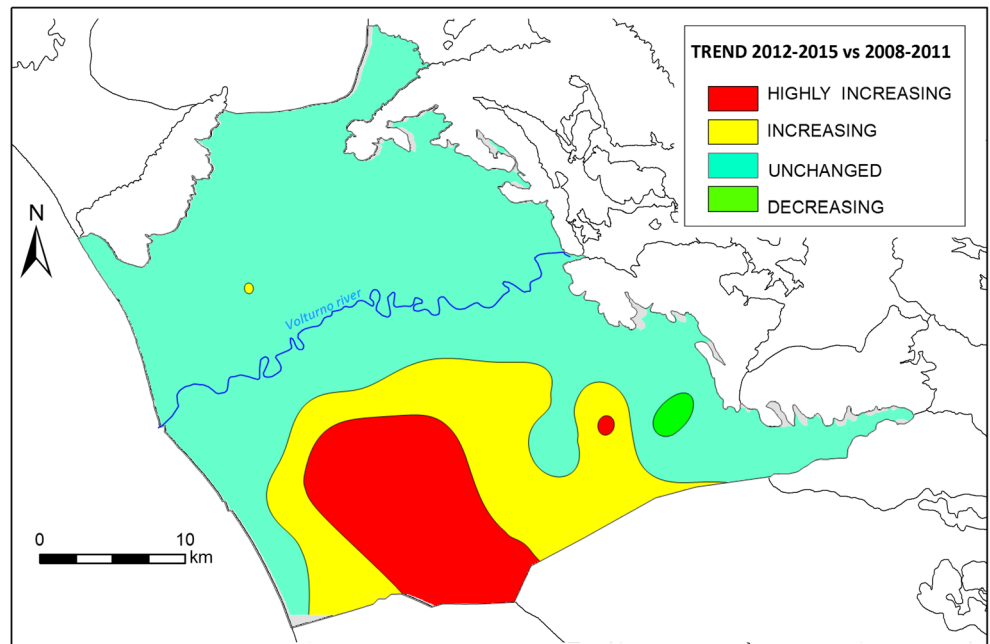 TREND 2012-2015 vs 2008-2011
HIGHLY INCREASING
INCREASING
UNCHANGED
DECREASING
N
Volturno river
0 10
km